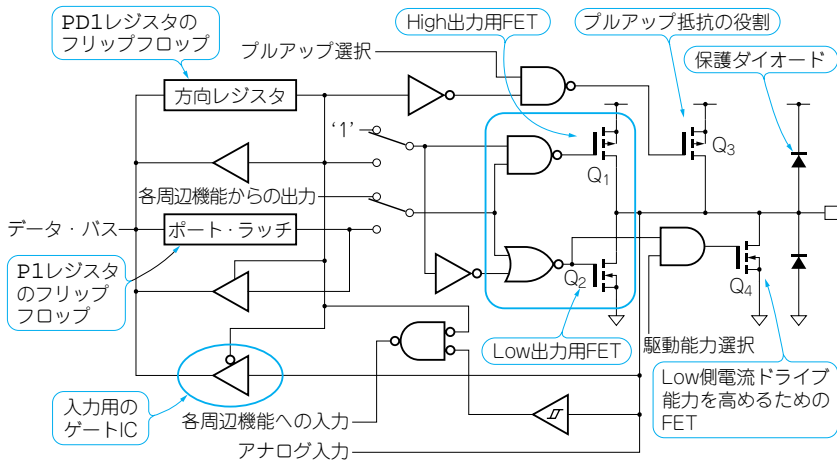 PD1レジスタの
フリップフロップ
High出力用FET
プルアップ抵抗の役割
プルアップ選択
保護ダイオード
方向レジスタ
‘1’
Q1
Q3
各周辺機能からの出力
データ・バス
ポート・ラッチ
P1レジスタ
のフリップ
フロップ
Q2
Q4
Low出力用FET
駆動能力選択
Low側電流ドライブ
能力を高めるための
FET
入力用の
ゲートIC
各周辺機能への入力
アナログ入力